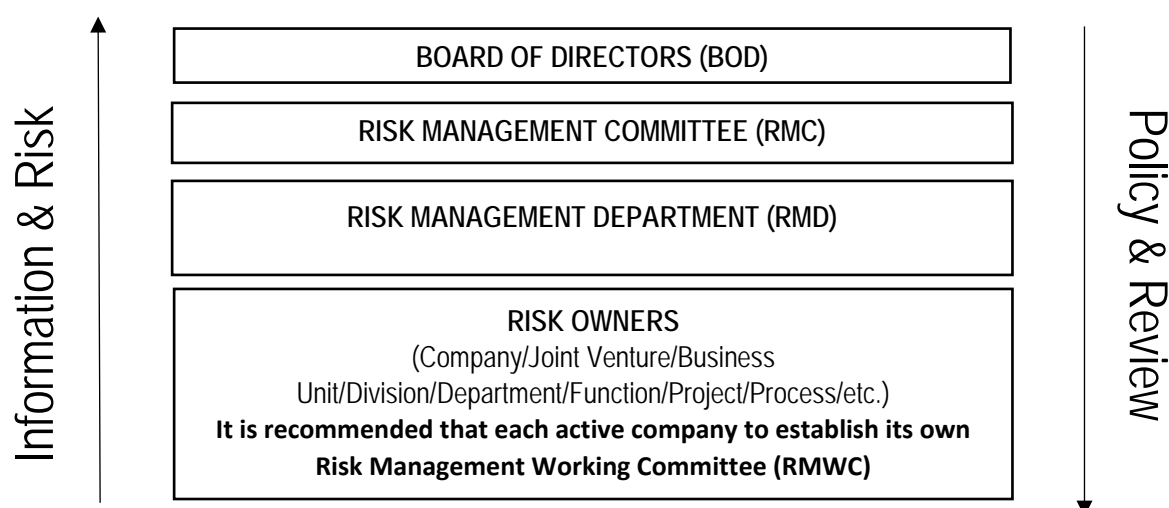 Information & Risk
BOARD OF DIRECTORS (BOD)
RISK MANAGEMENT COMMITTEE (RMC)
RISK MANAGEMENT DEPARTMENT (RMD)
RISK OWNERS
(Company/Joint Venture/Business
Unit/Division/Department/Function/Project/Process/etc.)
It is recommended that each active company to establish its own
Risk Management Working Committee (RMWC)
Policy & Review